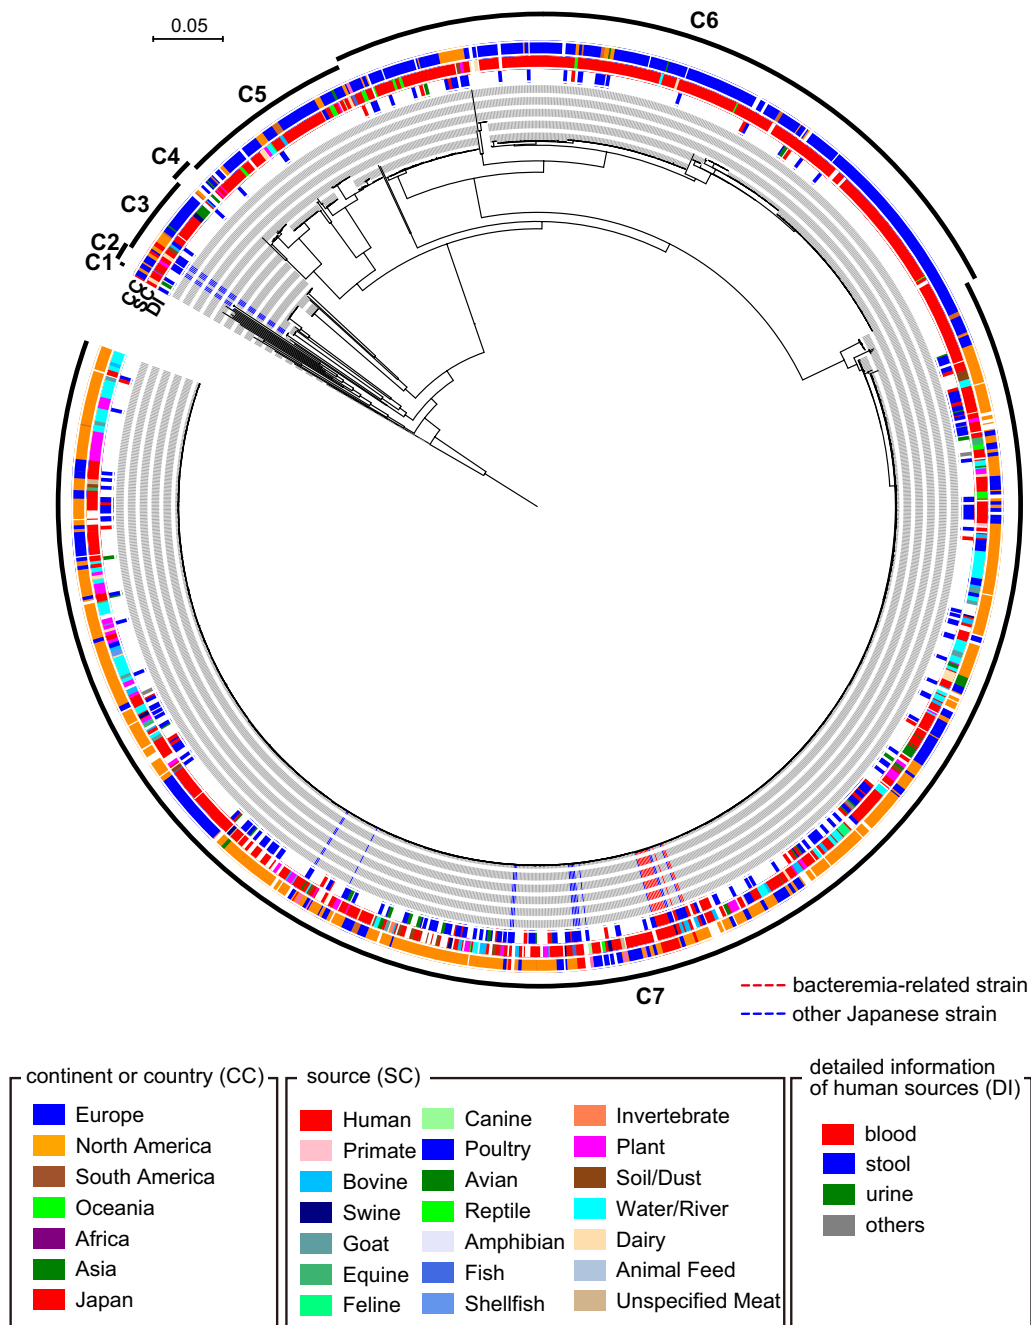 0.05
C6
C5
C4
C3
C2
C1
CC
SC
DI
C7
bacteremia-related strain
other Japanese strain
continent or country (CC)
Europe
North America
South America
Oceania
Africa
Asia
Japan
source (SC)
Human
Primate
Bovine
Swine
Goat
Equine
Feline
Canine
Poultry
Avian
Reptile
Amphibian
Fish
Shellfish
Invertebrate
Plant
Soil/Dust
Water/River
Dairy
Animal Feed
Unspecified Meat
detailed information
of human sources (DI)
blood
stool
urine
others